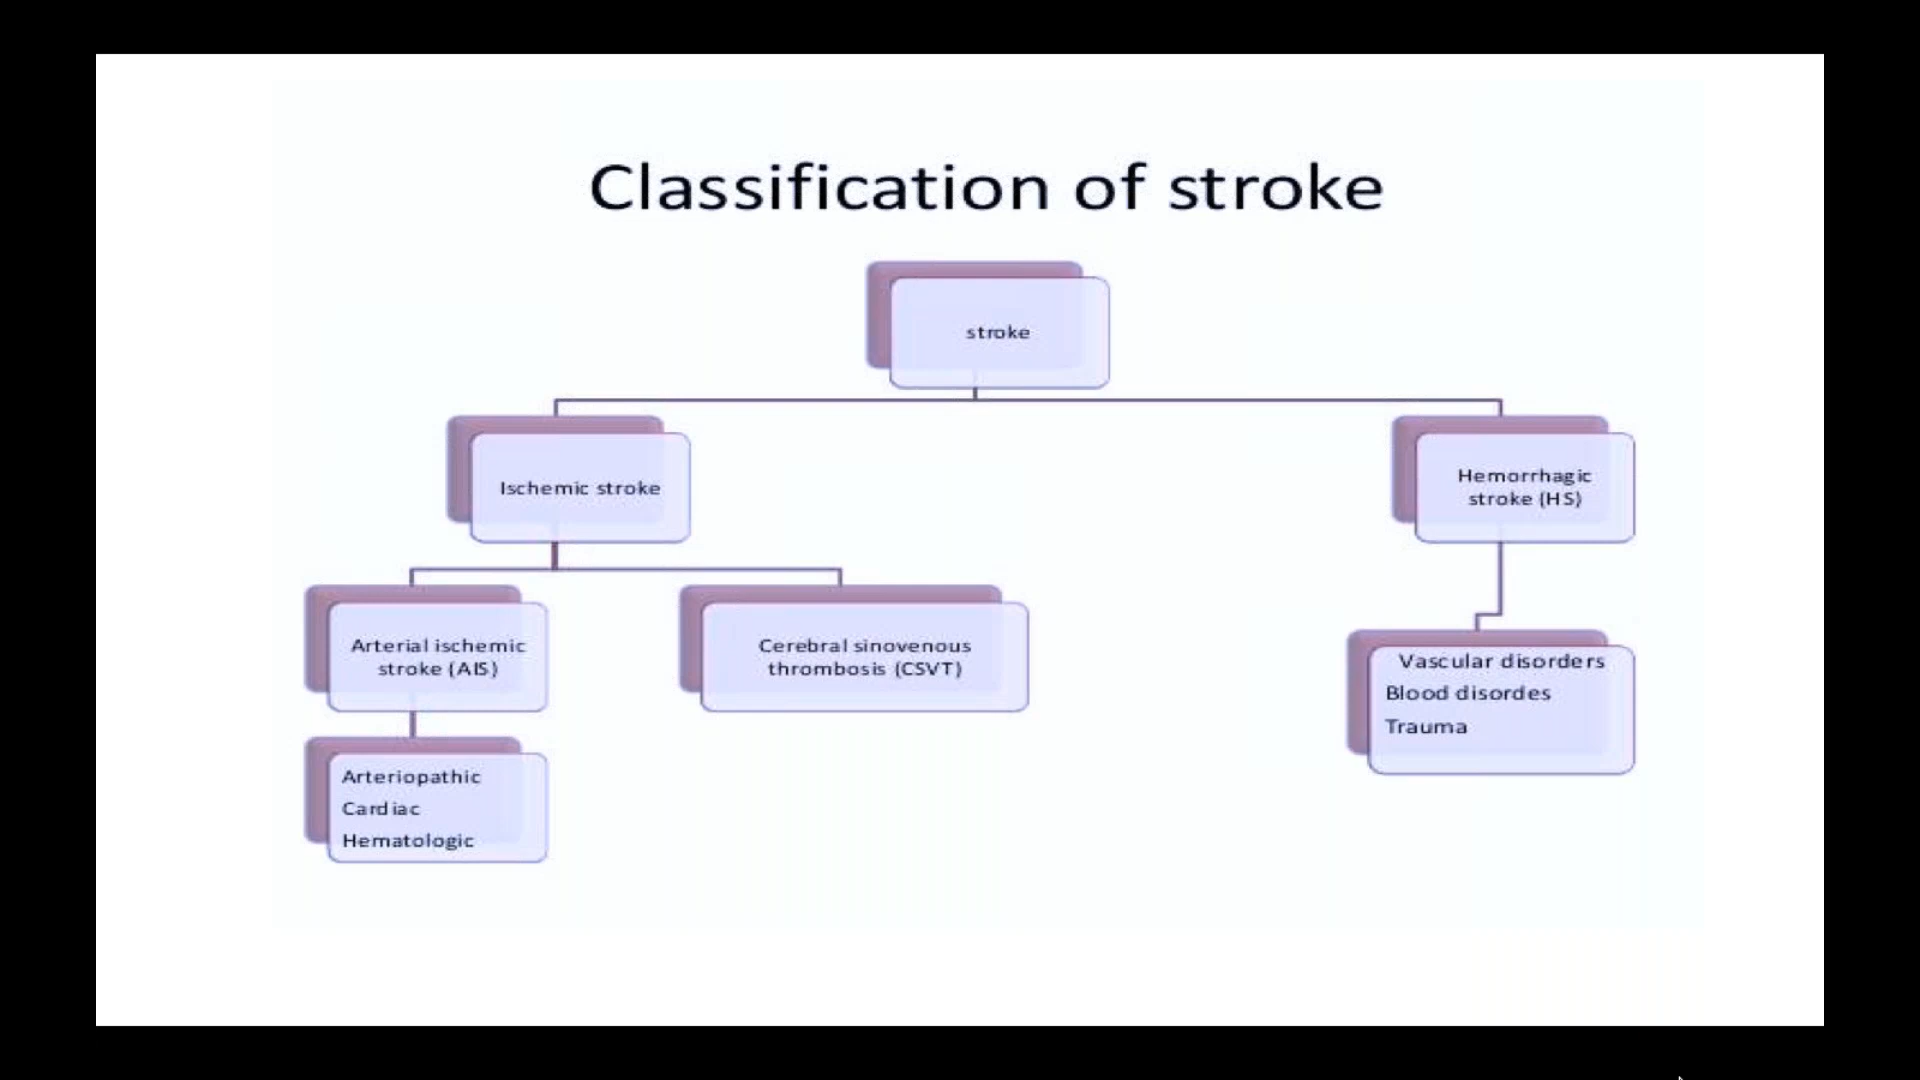 Classification of stroke
stroke
Ischemic stroke
Hemorrhagic
stroke (HS)
Arterial ischemic
stroke (AIS)
Cerebral sinovenous
thrombosis (CSVT)
Vascular disorders
Blood disordes
Trauma
Arteriopathic
Cardiac
Hematologic